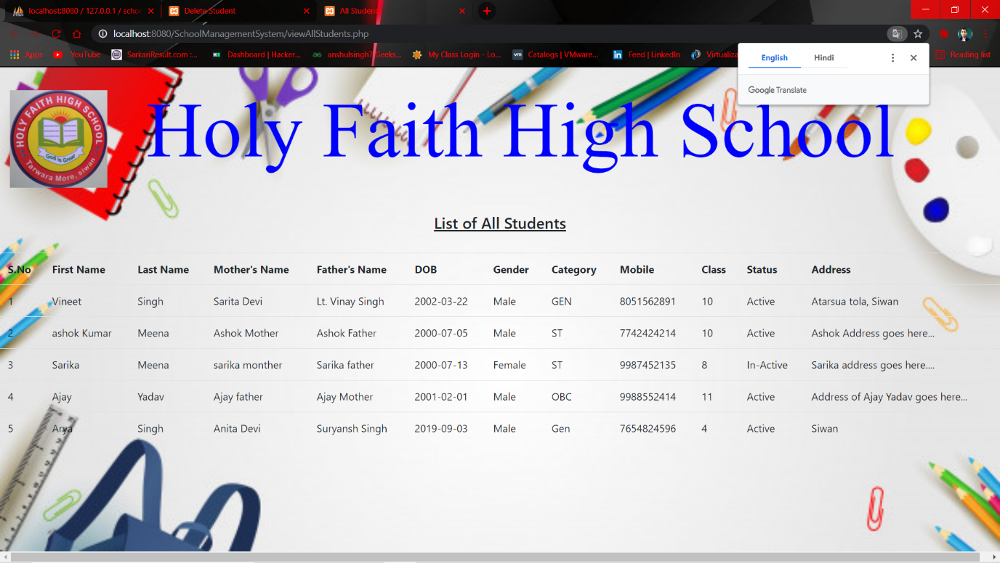 localhost:8080 / 127.0.0.1 / schoo
Delete Student
All Student
localhost:8080/SchoolManagementSystem/viewAllStudents.php
Apps YouTube SarkariResult.com :... Dashboard | Hacker... anshulsingh7 | Geeks... My Class Login - Lo... Catalogs | VMware... Feed | LinkedIn Virtualiza Reading list
English Hindi
Google Translate
HOLY FAITH HIGH SCHOOL
God is Great
Tarwara More, siwan
Holy Faith High School
List of All Students
S.No First Name Last Name Mother's Name Father's Name DOB Gender Category Mobile Class Status Address
1 Vineet Singh Sarita Devi Lt. Vinay Singh 2002-03-22 Male GEN 8051562891 10 Active Atarsua tola, Siwan
2 ashok Kumar Meena Ashok Mother Ashok Father 2000-07-05 Male ST 7742424214 10 Active Ashok Address goes here...
3 Sarika Meena sarika monther Sarika father 2000-07-13 Female ST 9987452135 8 In-Active Sarika address goes here....
4 Ajay Yadav Ajay father Ajay Mother 2001-02-01 Male OBC 9988552414 11 Active Address of Ajay Yadav goes here...
5 Arya Singh Anita Devi Suryansh Singh 2019-09-03 Male Gen 7654824596 4 Active Siwan